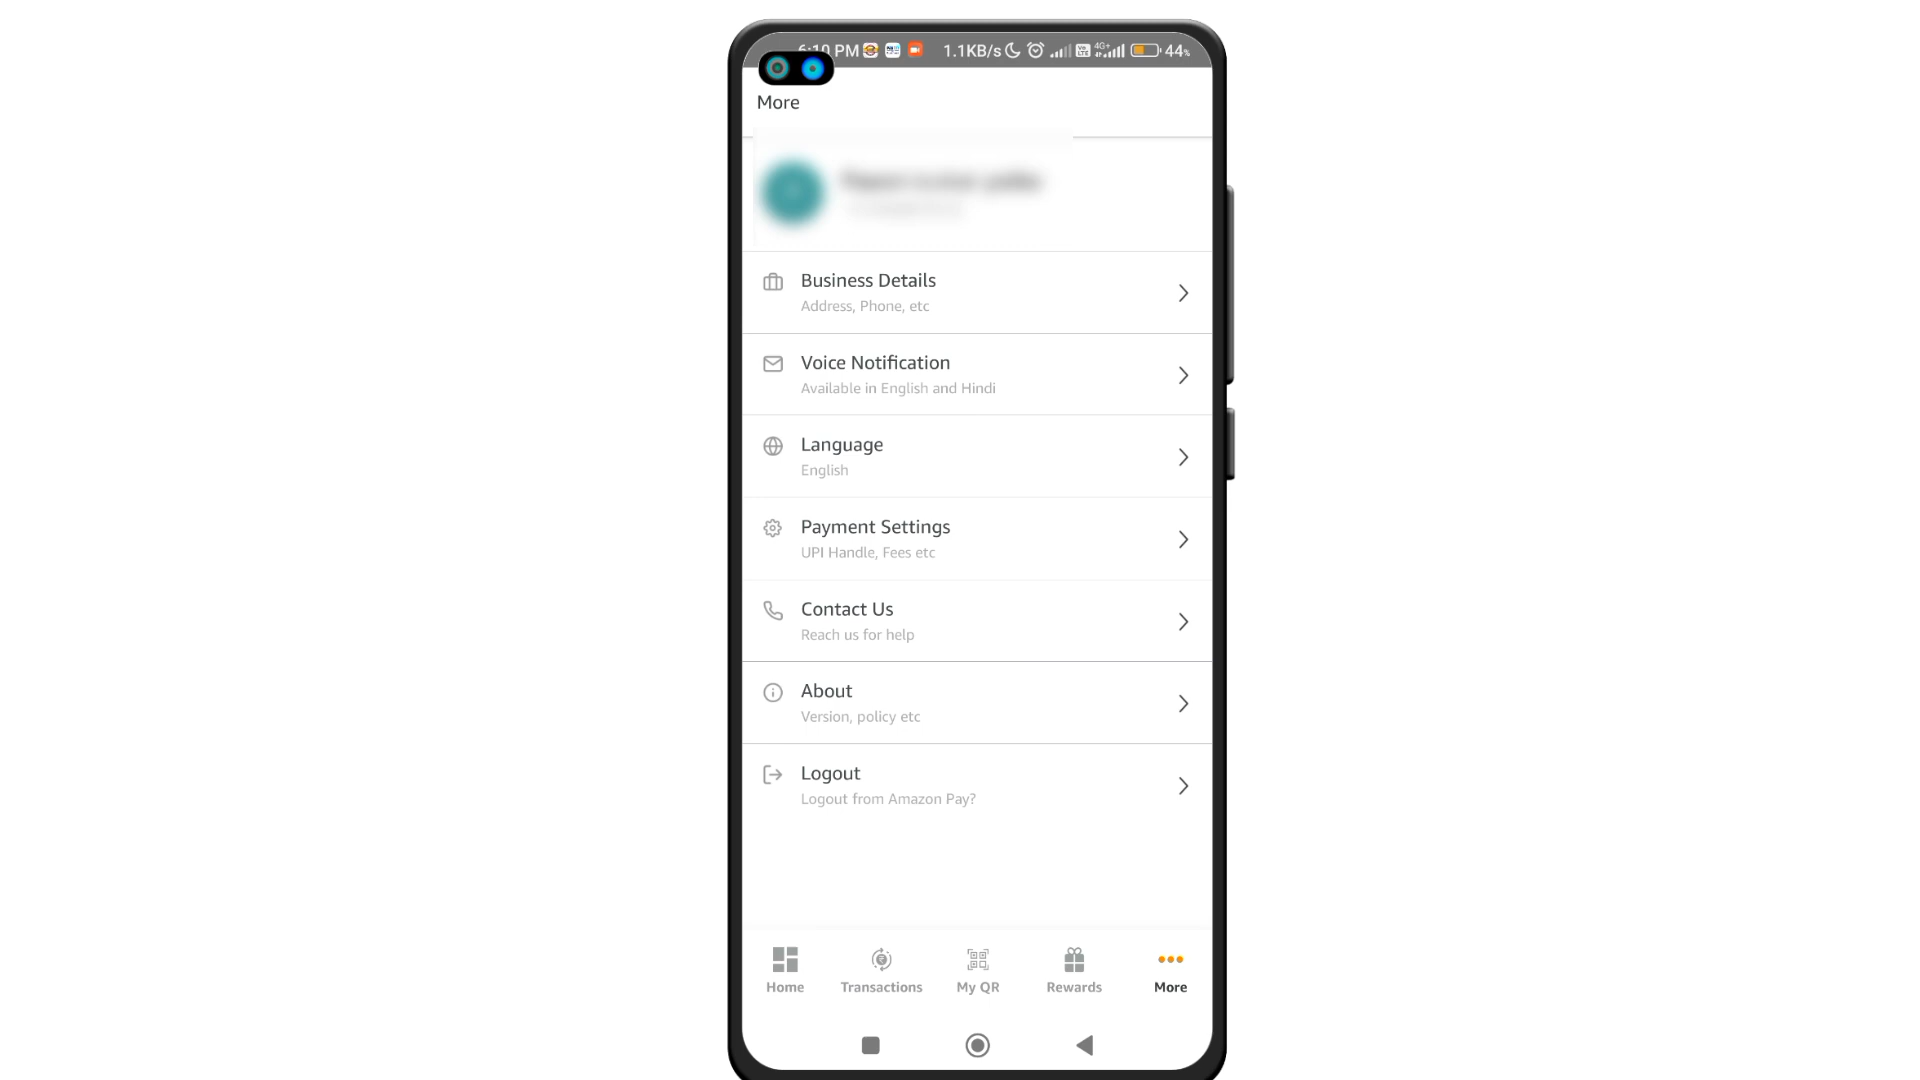 6:10 PM 1.1KB/s 4G+ 44%
More
Business Details
Address, Phone, etc
Voice Notification
Available in English and Hindi
Language
English
Payment Settings
UPI Handle, Fees etc
Contact Us
Reach us for help
About
Version, policy etc
Logout
Logout from Amazon Pay?
Home Transactions My QR Rewards More